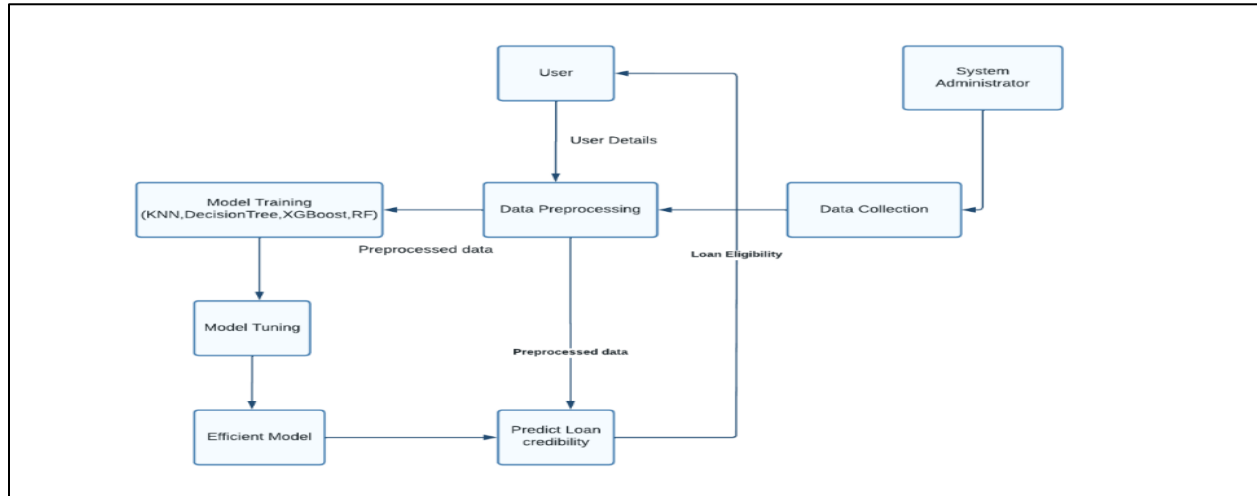 User
System
Administrator
User Details
Model Training
(KNN,DecisionTree,XGBoost,RF)
Data Preprocessing
Data Collection
Preprocessed data
Loan Eligibility
Model Tuning
Preprocessed data
Efficient Model
Predict Loan
credibility